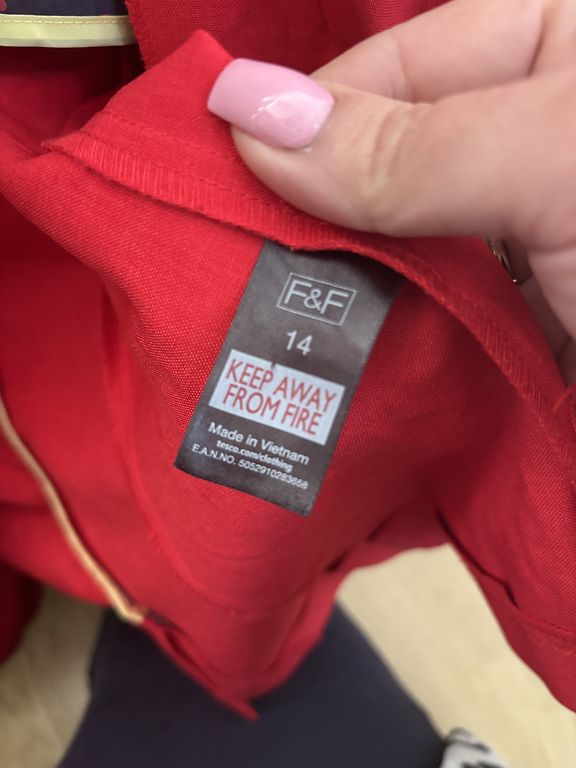 F&F
14
KEEP AWAY
FROM FIRE
Made in Vietnam
tesco.com/clothing
E.A.N.NO. 5052910283658